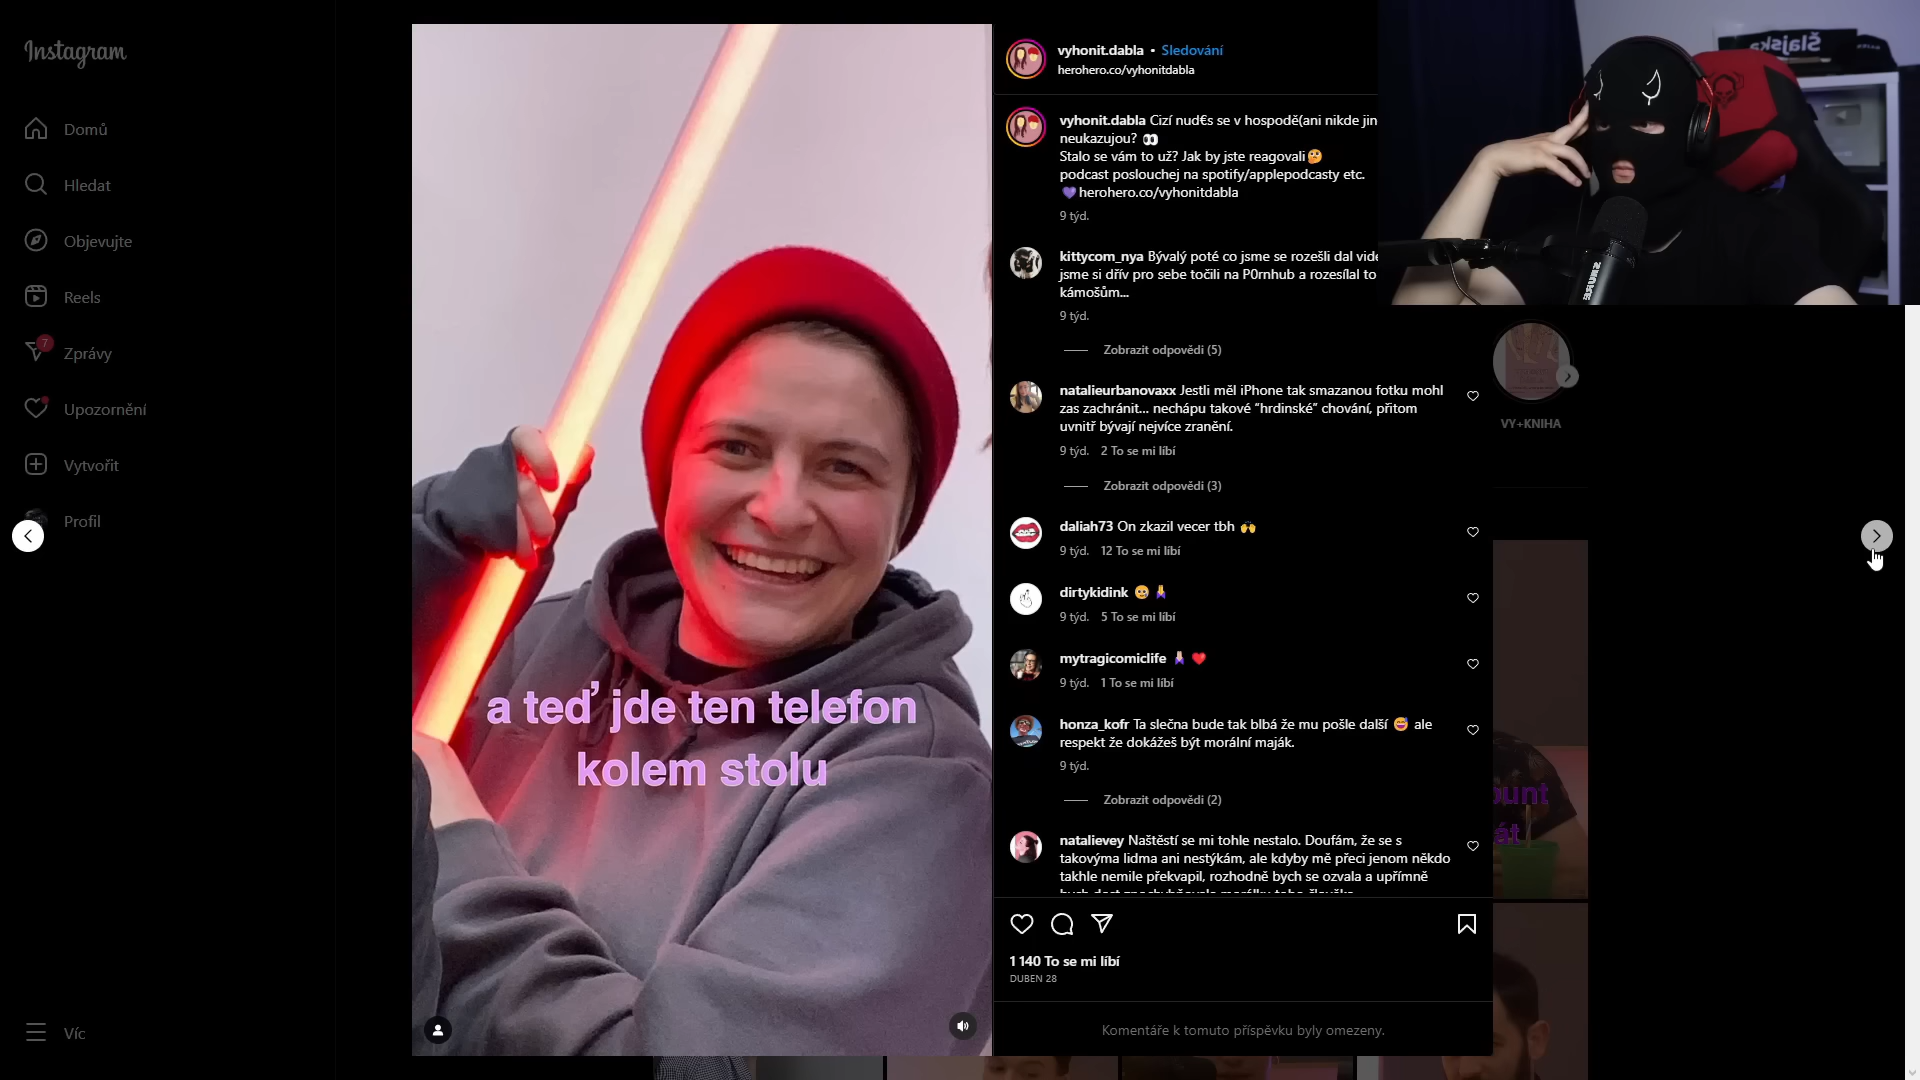 Instagram
Domů
Hledat
Objevujte
Reels
7
Zprávy
Upozornění
Vytvořit
Profil
Víc
a teď jde ten telefon
kolem stolu
vyhonit.dabla • Sledování
herohero.co/vyhonitdabla
vyhonit.dabla Cizí nud€s se v hospodě(ani nikde jin
neukazujou? 👀
Stalo se vám to už? Jak by jste reagovali🤔
podcast poslouchej na spotify/applepodcasty etc.
💜herohero.co/vyhonitdabla
9 týd.
kittycom_nya Bývalý poté co jsme se rozešli dal vide
jsme si dřív pro sebe točili na P0rnhub a rozesílal to
kámošům...
9 týd.
Zobrazit odpovědi (5)
natalieurbanovaxx Jestli měl iPhone tak smazanou fotku mohl
zas zachránit... nechápu takové “hrdinské” chování, přitom
uvnitř bývají nejvíce zranění.
9 týd. 2 To se mi líbí
Zobrazit odpovědi (3)
daliah73 On zkazil vecer tbh 🙌
9 týd. 12 To se mi líbí
dirtykidink
9 týd. 5 To se mi líbí
mytragicomiclife
9 týd. 1 To se mi líbí
honza_kofr Ta slečna bude tak blbá že mu pošle další 😅 ale
respekt že dokážeš být morální maják.
9 týd.
Zobrazit odpovědi (2)
natalievey Naštěstí se mi tohle nestalo. Doufám, že se s
takovýma lidma ani nestýkám, ale kdyby mě přeci jenom někdo
takhle nemile překvapil, rozhodně bych se ozvala a upřímně
1 140 To se mi líbí
DUBEN 28
Komentáře k tomuto příspěvku byly omezeny.
VY+KNIHA
Šlajska